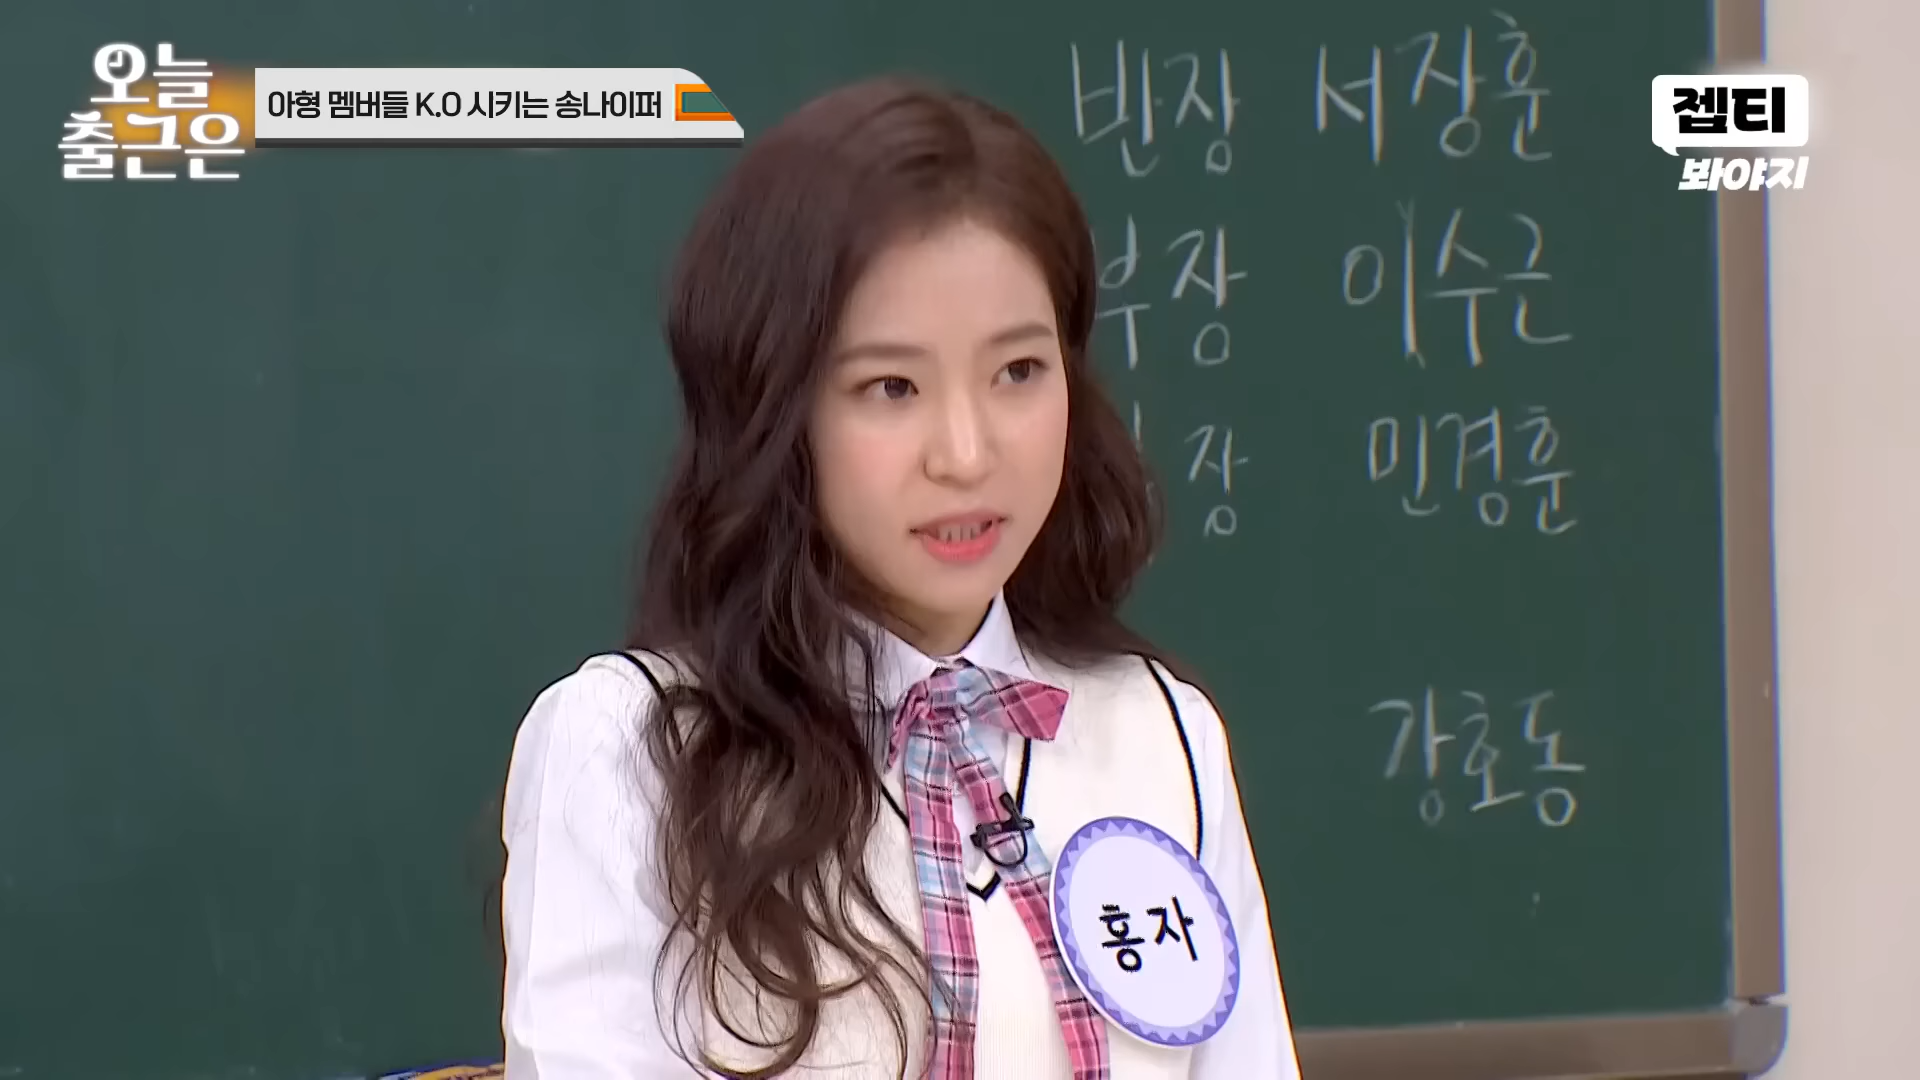 오늘
출근은
아형 멤버들 K.O 시키는 송나이퍼
젭티
봐야지
반장 서장훈
부장 이수근
장 민경훈
강호동
홍자